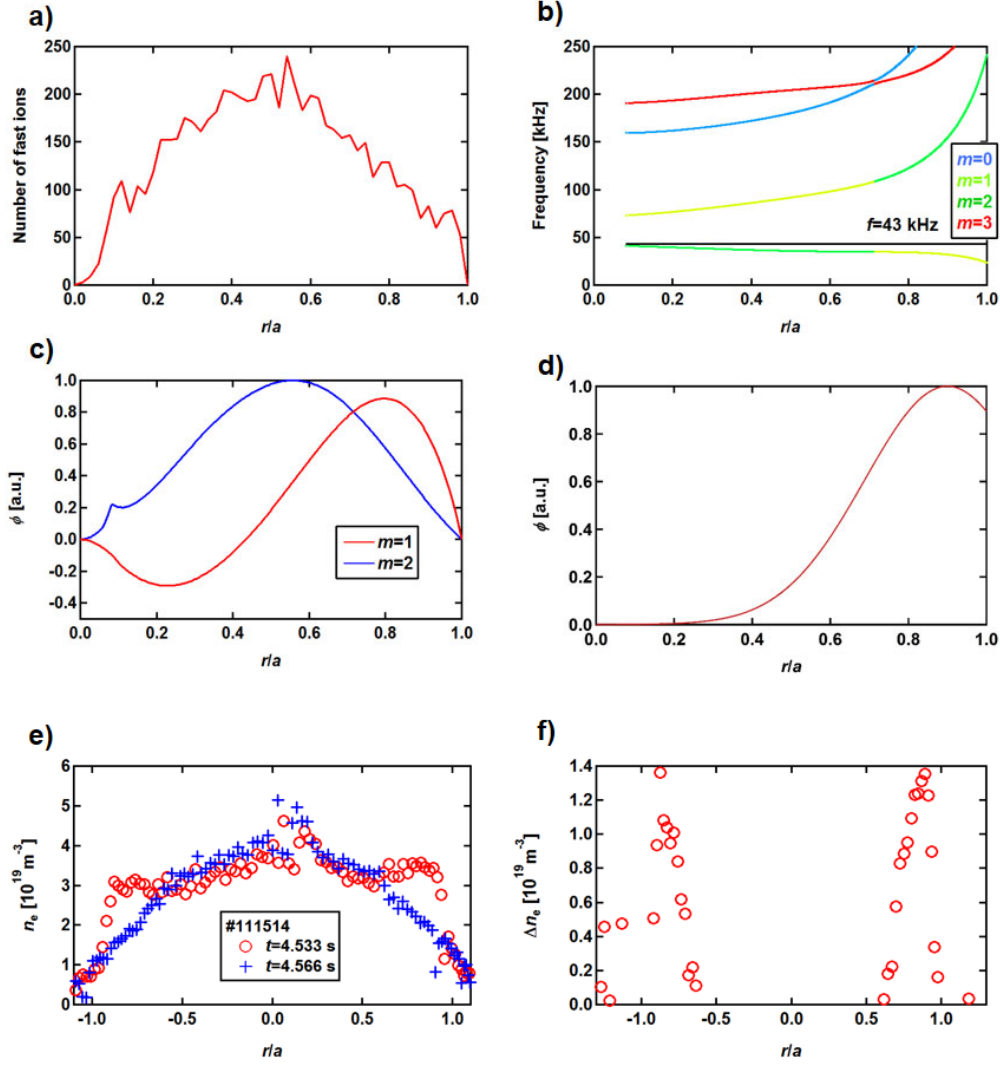 a)
250
200
150
100
50
0
Number of fast ions
0.0 0.2 0.4 0.6 0.8 1.0
r/a
b)
250
200
150
100
50
0
Frequency [kHz]
m=0
m=1
m=2
m=3
f=43 kHz
0.0 0.2 0.4 0.6 0.8 1.0
r/a
c)
1.0
0.8
0.6
0.4
0.2
0.0
-0.2
-0.4
ϕ [a.u.]
m=1
m=2
0.0 0.2 0.4 0.6 0.8 1.0
r/a
d)
1.0
0.8
0.6
0.4
0.2
0.0
ϕ [a.u.]
0.0 0.2 0.4 0.6 0.8 1.0
r/a
e)
6
5
4
3
2
1
0
nₑ [10¹⁹ m⁻³]
#111514
t=4.533 s
t=4.566 s
-1.0 -0.5 0.0 0.5 1.0
r/a
f)
1.4
1.2
1.0
0.8
0.6
0.4
0.2
0.0
Δnₑ [10¹⁹ m⁻³]
-1.0 -0.5 0.0 0.5 1.0
r/a